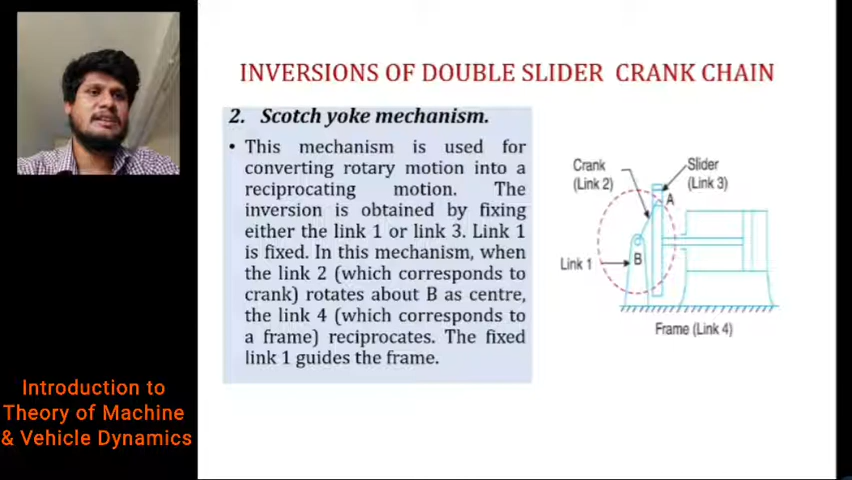 INVERSIONS OF DOUBLE SLIDER CRANK CHAIN
2. Scotch yoke mechanism.
• This mechanism is used for
converting rotary motion into a
reciprocating motion. The
inversion is obtained by fixing
either the link 1 or link 3. Link 1
is fixed. In this mechanism, when
the link 2 (which corresponds to
crank) rotates about B as centre,
the link 4 (which corresponds to
a frame) reciprocates. The fixed
link 1 guides the frame.
Crank
(Link 2)
Slider
(Link 3)
A
B
Link 1
Frame (Link 4)
Introduction to
Theory of Machine
& Vehicle Dynamics